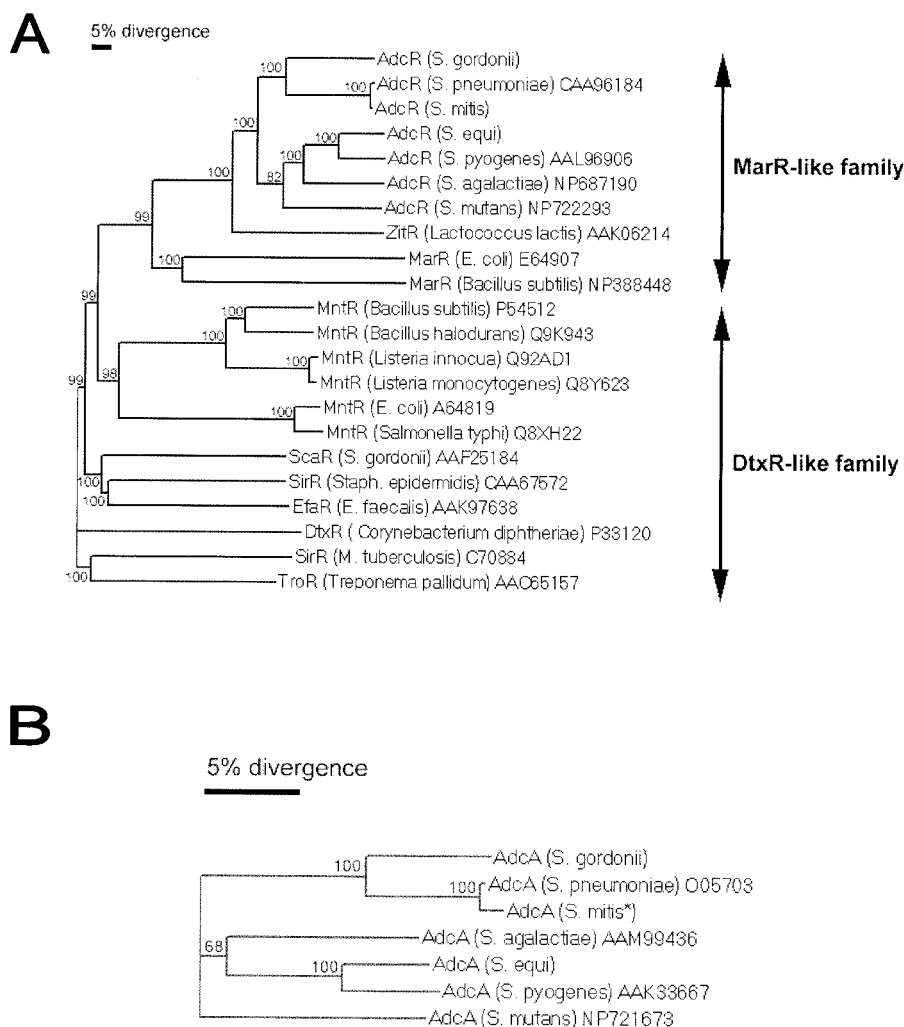 A
5% divergence
AdcR (S. gordonii)
100
100
AdcR (S. pneumoniae) CAA96184
AdcR (S. mitis)
100
AdcR (S. equi)
100
AdcR (S. pyogenes) AAL96906
100
AdcR (S. agalactiae) NP687190
82
AdcR (S. mutans) NP722293
100
ZitR (Lactococcus lactis) AAK06214
99
MarR (E. coli) E64907
100
MarR (Bacillus subtilis) NP388448
MarR-like family
99
MntR (Bacillus subtilis) P54512
100
MntR (Bacillus halodurans) Q9K943
100
MntR (Listeria innocua) Q92AD1
100
MntR (Listeria monocytogenes) Q8Y623
99
98
MntR (E. coli) A64819
100
MntR (Salmonella typhi) Q8XH22
ScaR (S. gordonii) AAF25184
100
SirR (Staph. epidermidis) CAA67572
100
EfaR (E. faecalis) AAK97638
DtxR ( Corynebacterium diphtheriae) P33120
SirR (M. tuberculosis) C70884
100
TroR (Treponema pallidum) AAC65157
DtxR-like family
B
5% divergence
AdcA (S. gordonii)
100
AdcA (S. pneumoniae) O05703
100
AdcA (S. mitis*)
AdcA (S. agalactiae) AAM99436
68
AdcA (S. equi)
100
AdcA (S. pyogenes) AAK33667
AdcA (S. mutans) NP721673